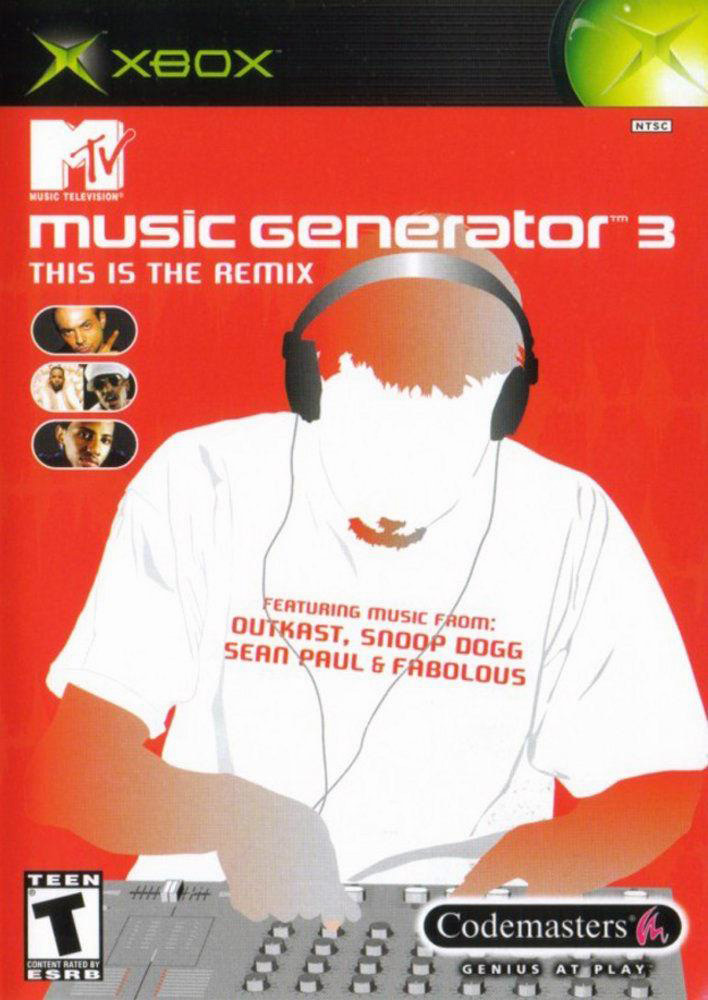 XBOX
NTSC
MTV
MUSIC TELEVISION®
music Generator™ 3
THIS IS THE REMIX
FEATURING MUSIC FROM:
OUTKAST, SNOOP DOGG
SEAN PAUL & FABOLOUS
TEEN
T
®
CONTENT RATED BY
ESRB
Codemasters®
GENIUS AT PLAY™